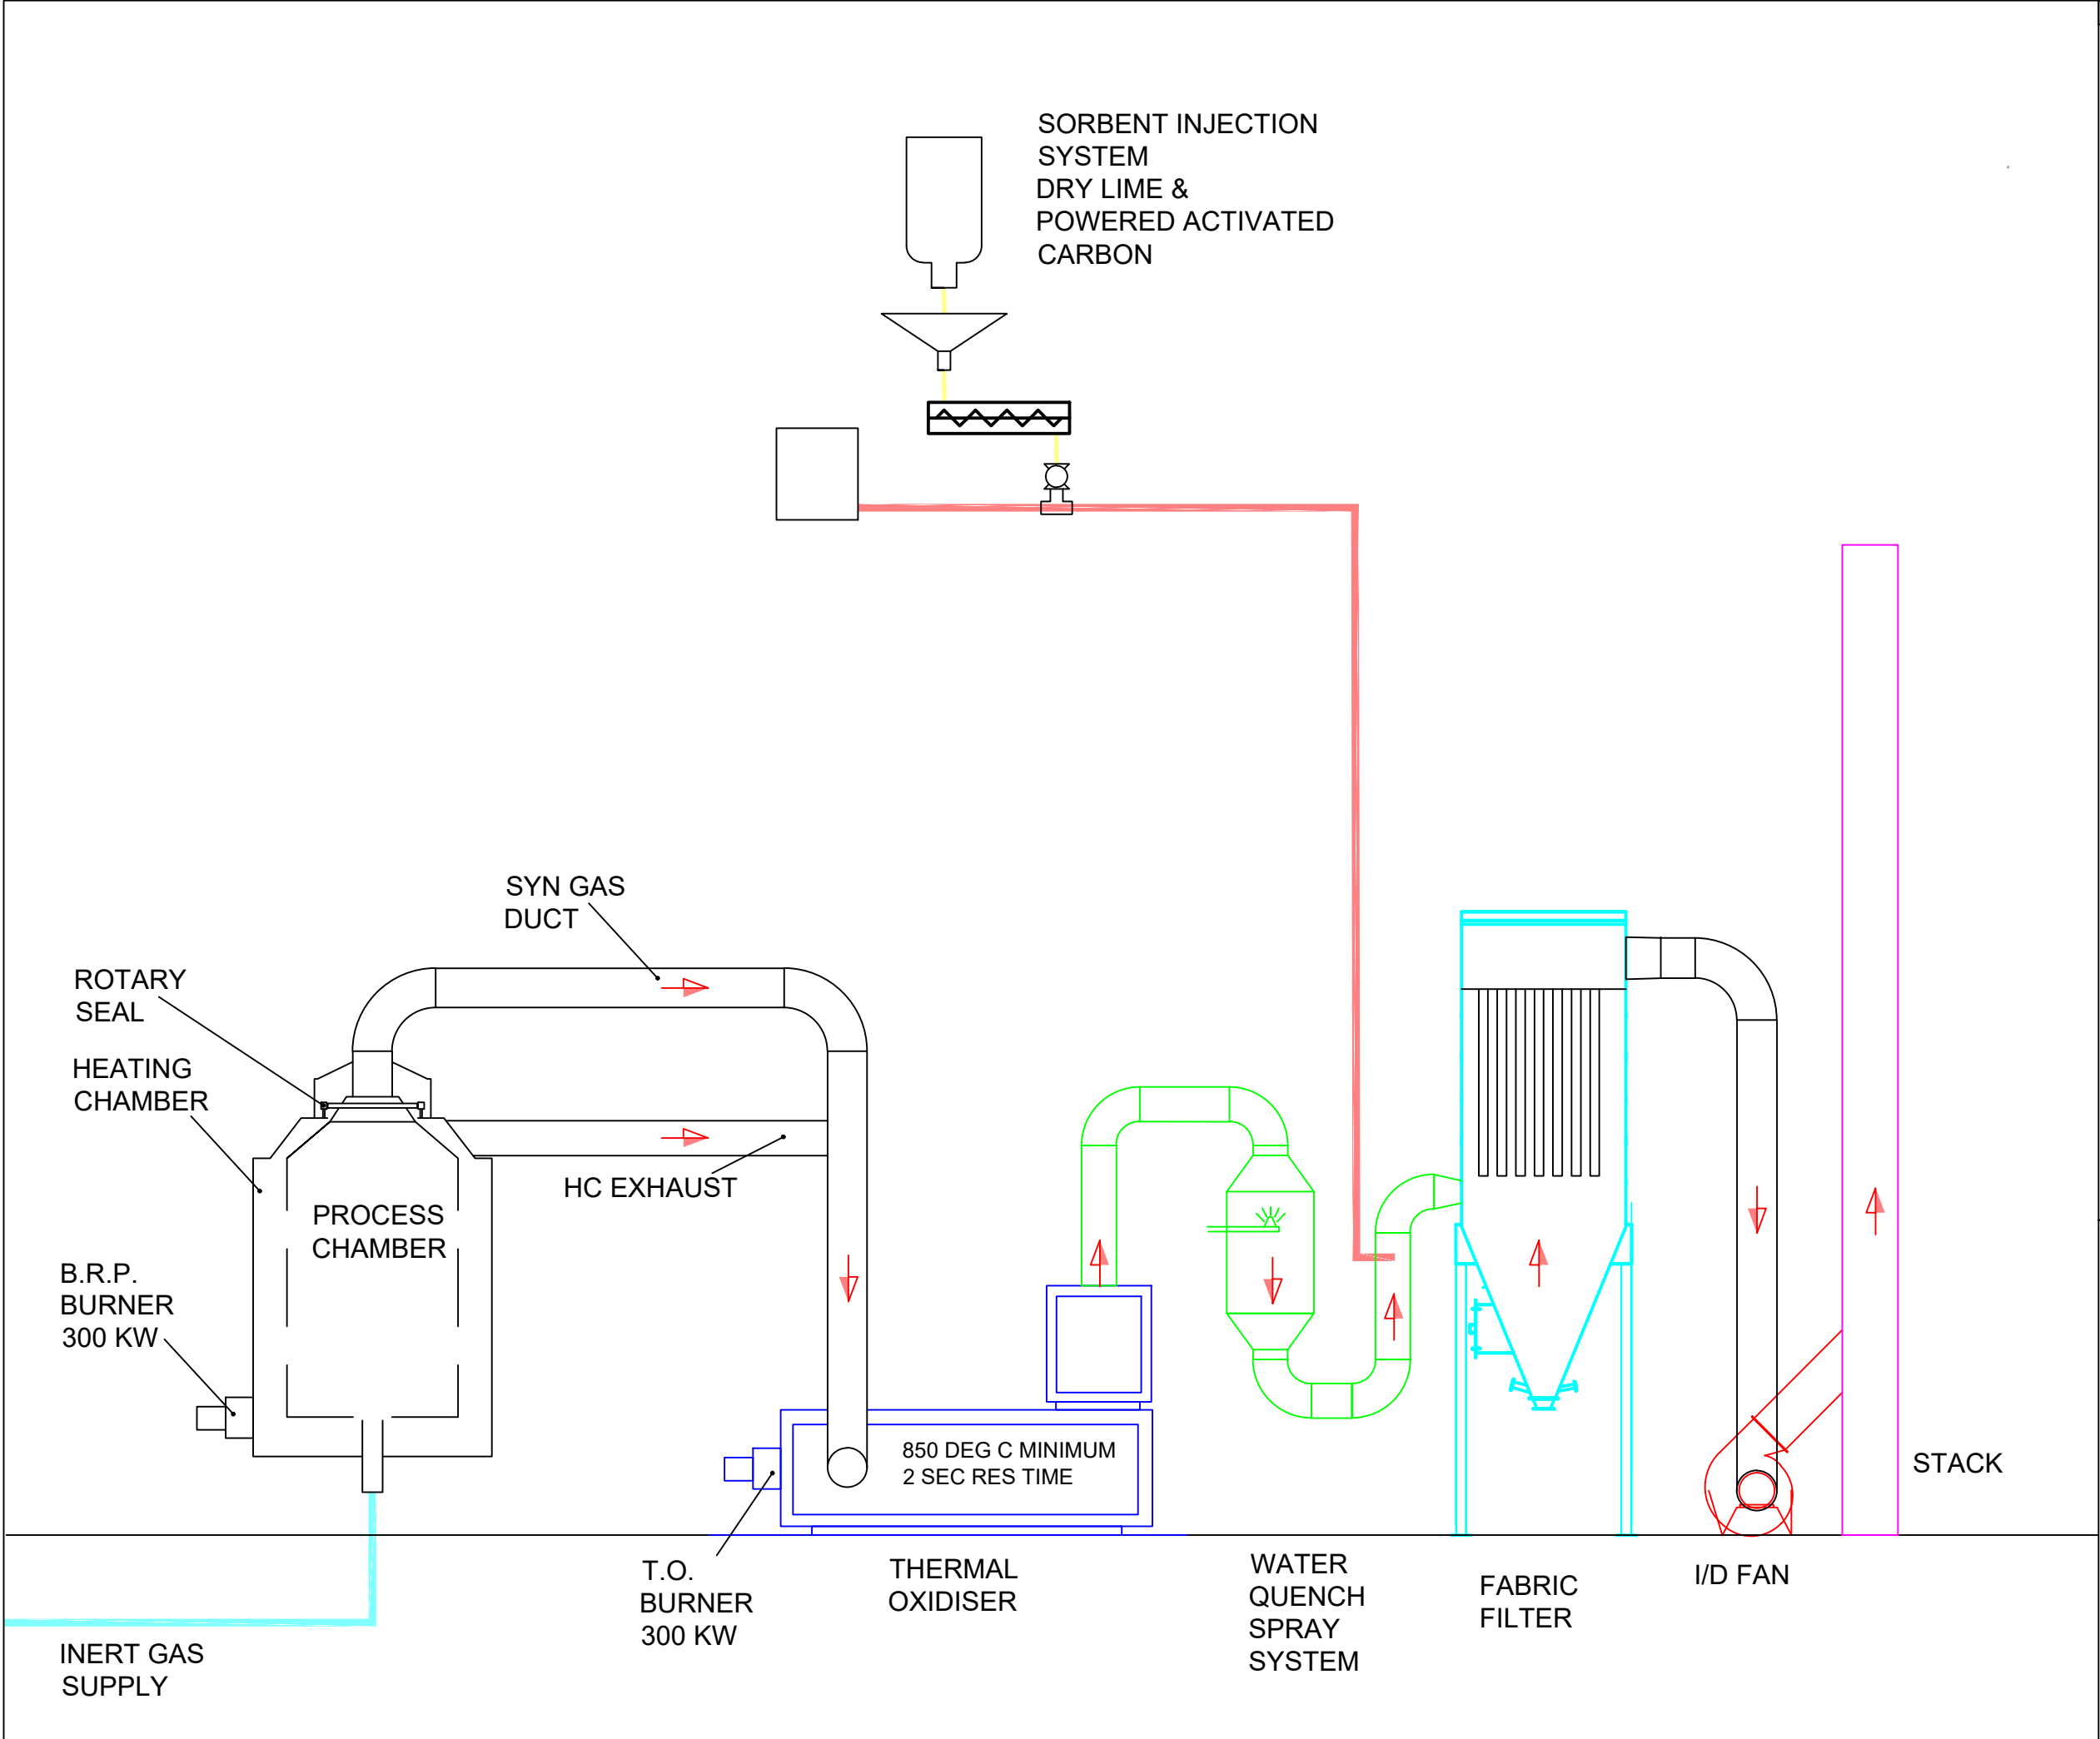 SORBENT INJECTION
SYSTEM
DRY LIME &
POWERED ACTIVATED
CARBON
SYN GAS
DUCT
ROTARY
SEAL
HEATING
CHAMBER
HC EXHAUST
PROCESS
CHAMBER
B.R.P.
BURNER
300 KW
850 DEG C MINIMUM
2 SEC RES TIME
STACK
T.O.
BURNER
300 KW
THERMAL
OXIDISER
WATER
QUENCH
SPRAY
SYSTEM
FABRIC
FILTER
I/D FAN
INERT GAS
SUPPLY